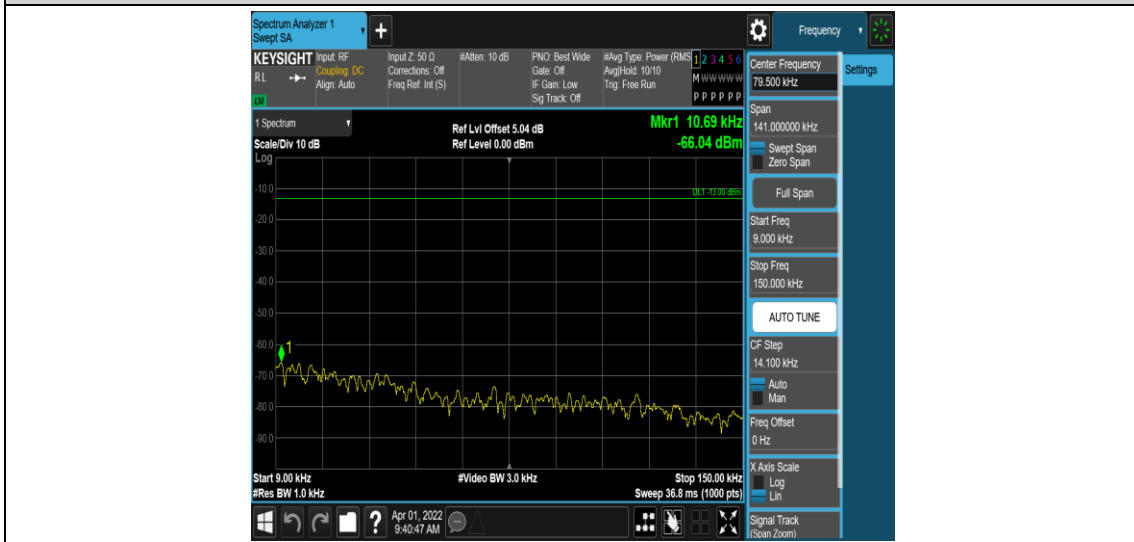 Spectrum Analyzer 1
Swept SA
+
Frequency
KEYSIGHT
RL
LXI
Input: RF
Coupling: DC
Align: Auto
Input Z: 50 Ω
Corrections: Off
Freq Ref: Int (S)
#Atten: 10 dB
PNO: Best Wide
Gate: Off
IF Gain: Low
Sig Track: Off
#Avg Type: Power (RMS
Avg|Hold: 10/10
Trig: Free Run
1 2 3 4 5 6
M W W W W W
P P P P P P
1 Spectrum
Scale/Div 10 dB
Log
Ref Lvl Offset 5.04 dB
Ref Level 0.00 dBm
Mkr1 10.69 kHz
-66.04 dBm
DL1 -13.00 dBm
-10.0
-20.0
-30.0
-40.0
-50.0
-60.0
1
-70.0
-80.0
-90.0
Start 9.00 kHz
#Res BW 1.0 kHz
#Video BW 3.0 kHz
Stop 150.00 kHz
Sweep 36.8 ms (1000 pts)
?
Apr 01, 2022
9:40:47 AM
Center Frequency
79.500 kHz
Settings
Span
141.000000 kHz
Swept Span
Zero Span
Full Span
Start Freq
9.000 kHz
Stop Freq
150.000 kHz
AUTO TUNE
CF Step
14.100 kHz
Auto
Man
Freq Offset
0 Hz
X Axis Scale
Log
Lin
Signal Track
(Span Zoom)